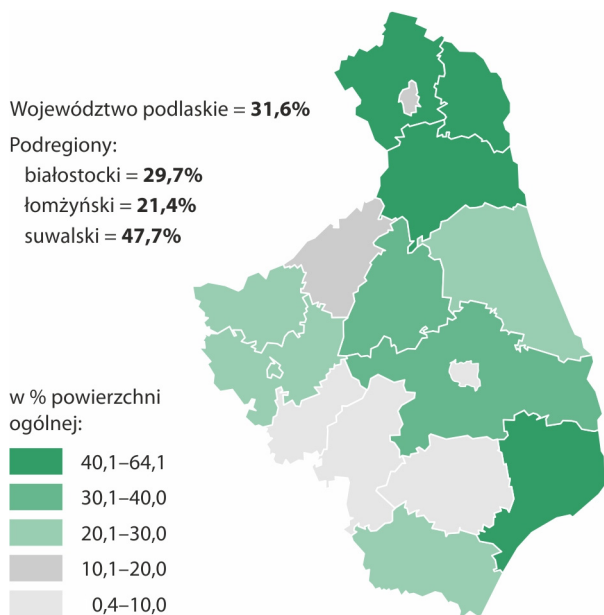 Województwo podlaskie = 31,6%
Podregiony:
białostocki = 29,7%
łomżyński = 21,4%
suwalski = 47,7%
w % powierzchni
ogólnej:
40,1–64,1
30,1–40,0
20,1–30,0
10,1–20,0
0,4–10,0